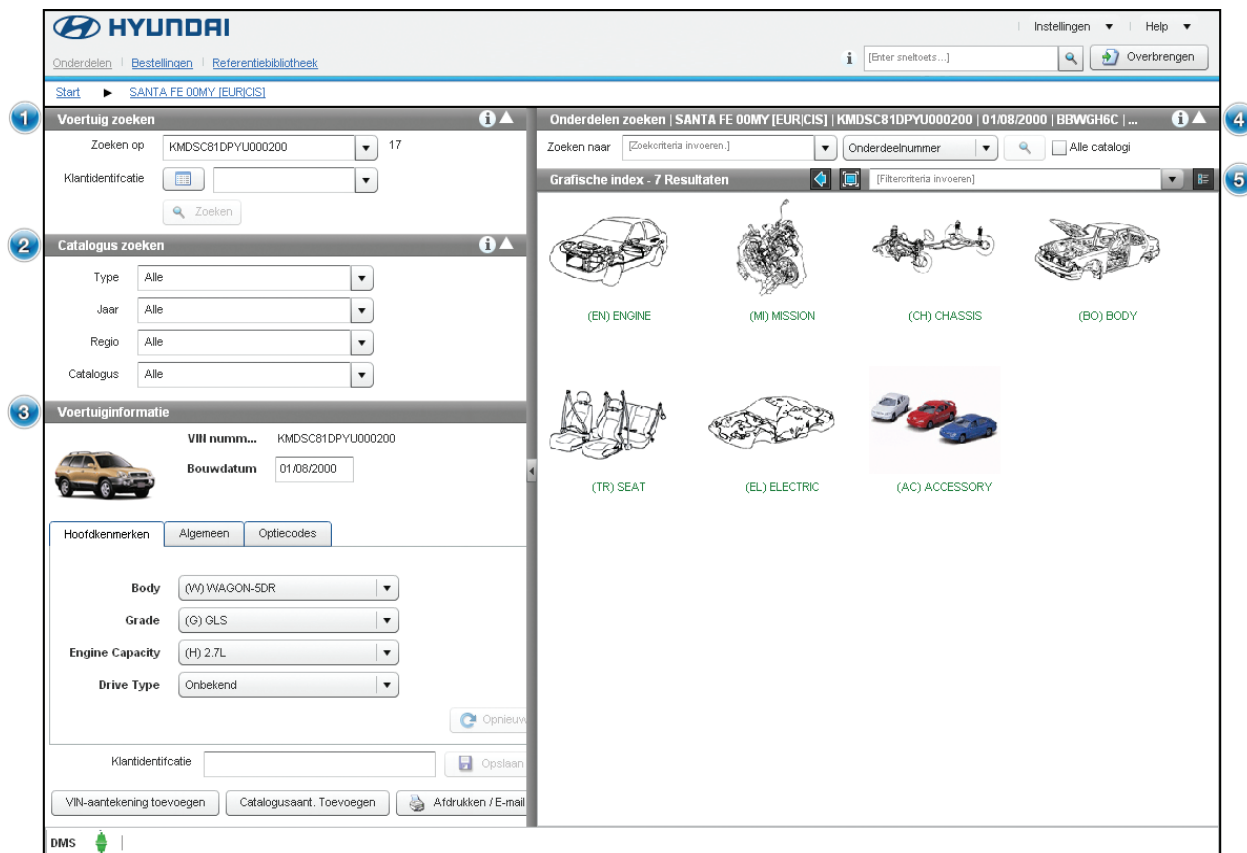 HYUNDAI
Instellingen
Help
Onderdelen
Bestellingen
Referentiebibliotheek
[Enter sneltoets...]
Overbrengen
Start
SANTA FE 00MY [EUR|CIS]
1
Voertuig zoeken
Zoeken op
KMDSC81DPYU000200
17
Klantidentifcatie
Zoeken
2
Catalogus zoeken
Type
Alle
Jaar
Alle
Regio
Alle
Catalogus
Alle
3
Voertuiginformatie
VIN numm...
KMDSC81DPYU000200
Bouwdatum
01/08/2000
Hoofdkenmerken
Algemeen
Optiecodes
Body
(W) WAGON-5DR
Grade
(G) GLS
Engine Capacity
(H) 2.7L
Drive Type
Onbekend
Opnieuw
Klantidentifcatie
Opslaan
VIN-aantekening toevoegen
Catalogusaant. Toevoegen
Afdrukken / E-mail
DMS
4
Onderdelen zoeken | SANTA FE 00MY [EUR|CIS] | KMDSC81DPYU000200 | 01/08/2000 | BBWGH6C | ...
Zoeken naar
[Zoekcriteria invoeren.]
Onderdeelnummer
Alle catalogi
5
Grafische index - 7 Resultaten
[Filtercriteria invoeren]
(EN) ENGINE
(MI) MISSION
(CH) CHASSIS
(BO) BODY
(TR) SEAT
(EL) ELECTRIC
(AC) ACCESSORY